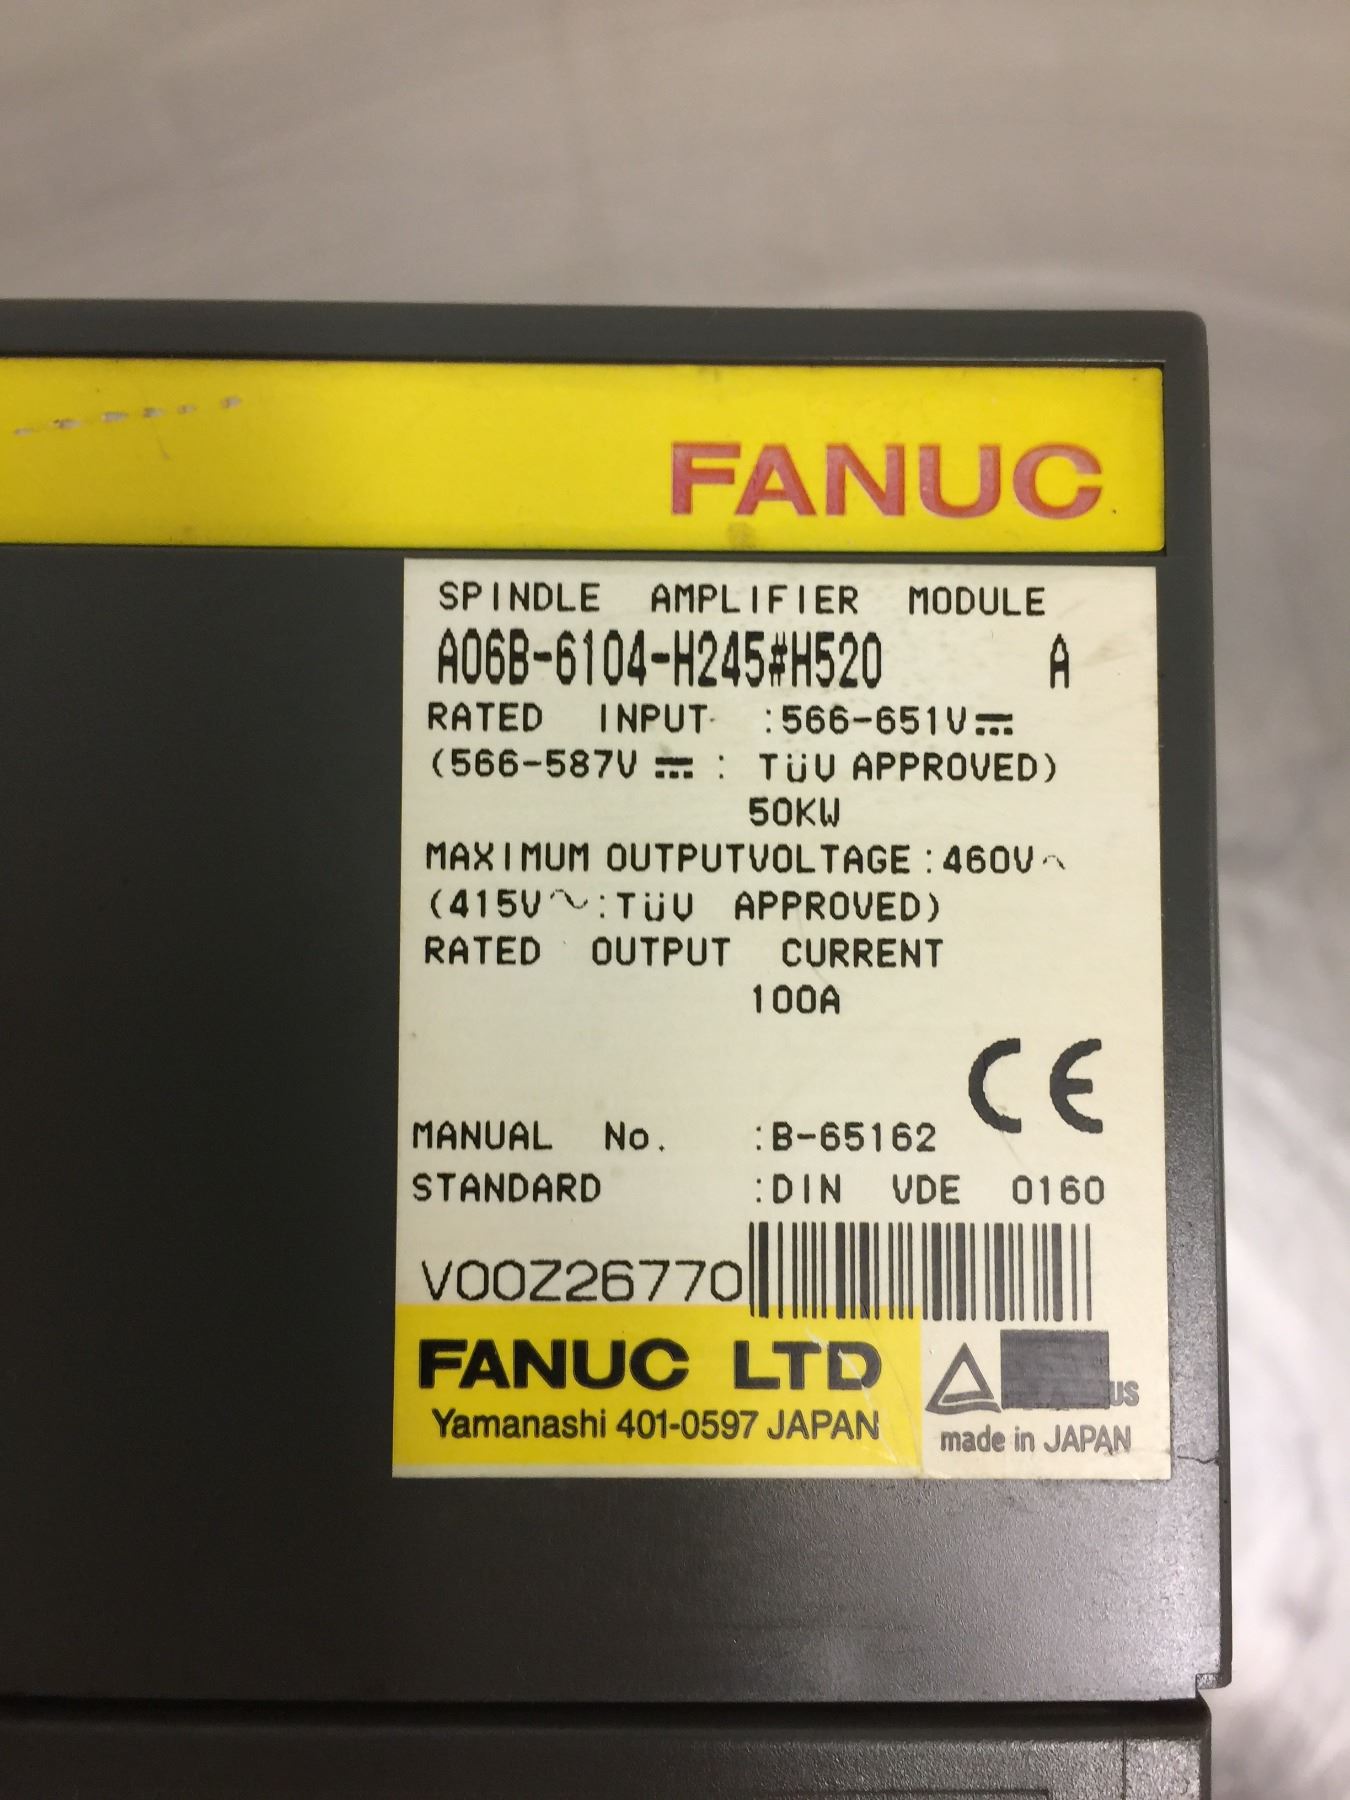 FANUC
SPINDLE AMPLIFIER MODULE
A06B-6104-H245#H520 A
RATED INPUT :566-651V⎓
(566-587V⎓: TüV APPROVED)
50KW
MAXIMUM OUTPUTVOLTAGE:460V~
(415V~:TüV APPROVED)
RATED OUTPUT CURRENT
100A
CE
MANUAL No. :B-65162
STANDARD :DIN VDE 0160
V00Z26770
FANUC LTD
Yamanashi 401-0597 JAPAN
US
made in JAPAN